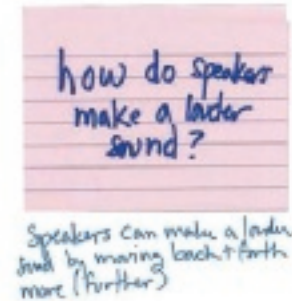 how do speakers
make a louder
sound?
Speakers can make a louder
sound by moving back + forth
more (further)